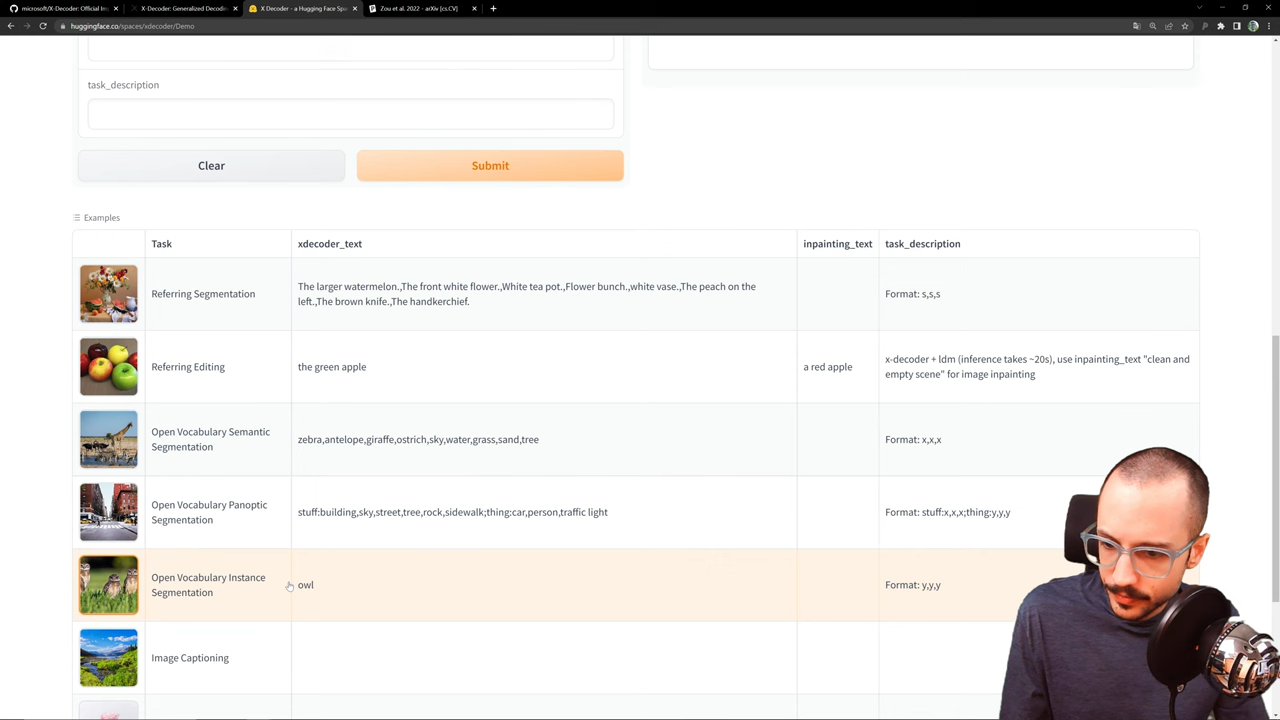 microsoft/X-Decoder: Official Im
X-Decoder: Generalized Decodin
X Decoder - a Hugging Face Spa
Zou et al. 2022 - arXiv [cs.CV]
huggingface.co/spaces/xdecoder/Demo
task_description
Clear
Submit
Examples
Task
xdecoder_text
inpainting_text
task_description
Referring Segmentation
The larger watermelon.,The front white flower.,White tea pot.,Flower bunch.,white vase.,The peach on the
left.,The brown knife.,The handkerchief.
Format: s,s,s
Referring Editing
the green apple
a red apple
x-decoder + ldm (inference takes ~20s), use inpainting_text "clean and
empty scene" for image inpainting
Open Vocabulary Semantic
Segmentation
zebra,antelope,giraffe,ostrich,sky,water,grass,sand,tree
Format: x,x,x
Open Vocabulary Panoptic
Segmentation
stuff:building,sky,street,tree,rock,sidewalk;thing:car,person,traffic light
Format: stuff:x,x,x;thing:y,y,y
Open Vocabulary Instance
Segmentation
owl
Format: y,y,y
Image Captioning